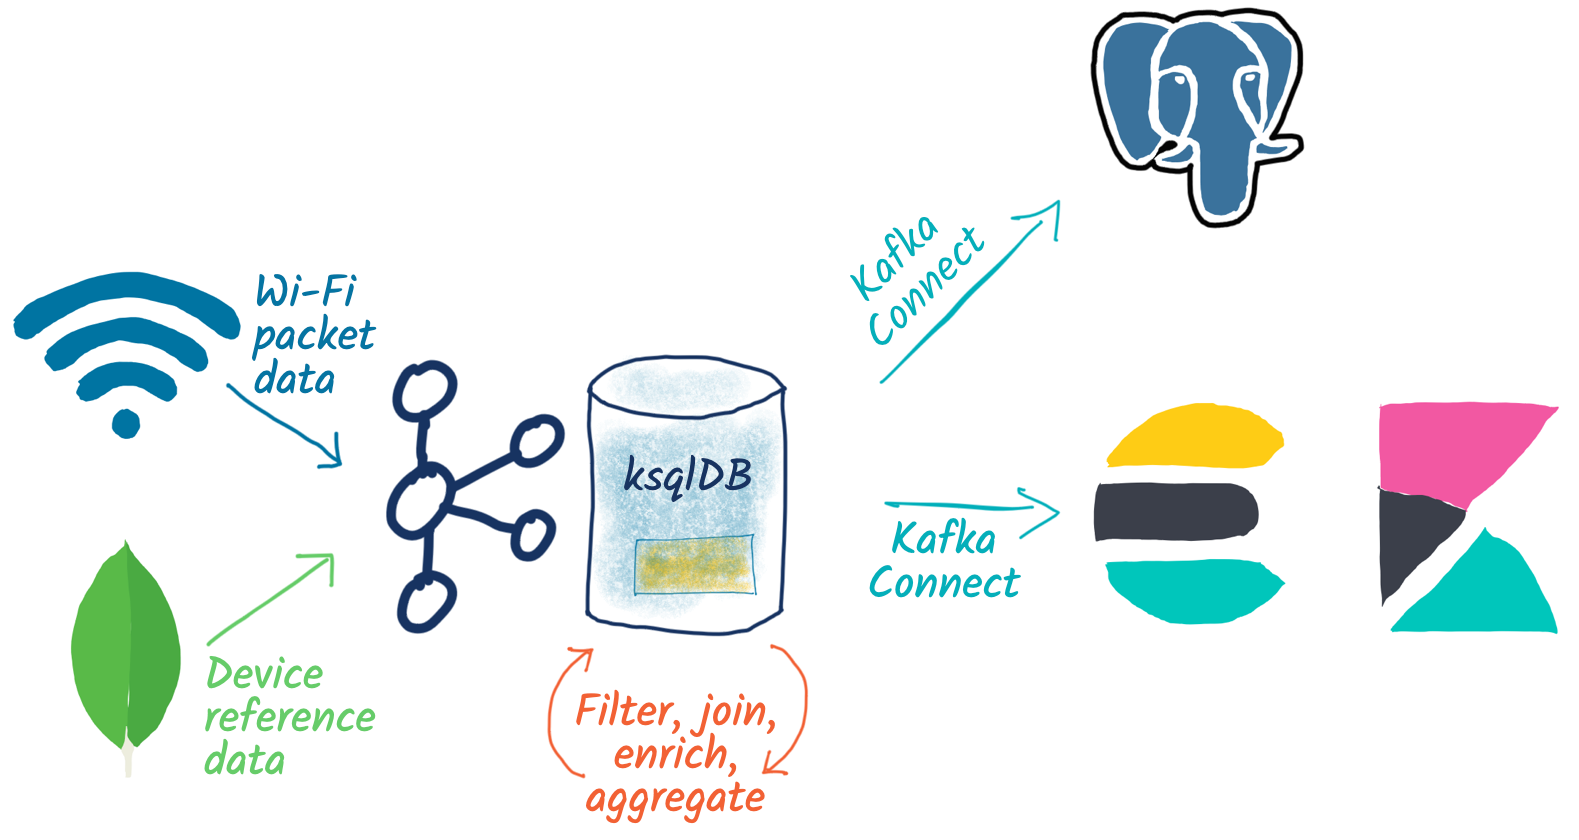 Wi-Fi
packet
data
Device
reference
data
ksqlDB
Filter, join,
enrich,
aggregate
Kafka
Connect
Kafka
Connect